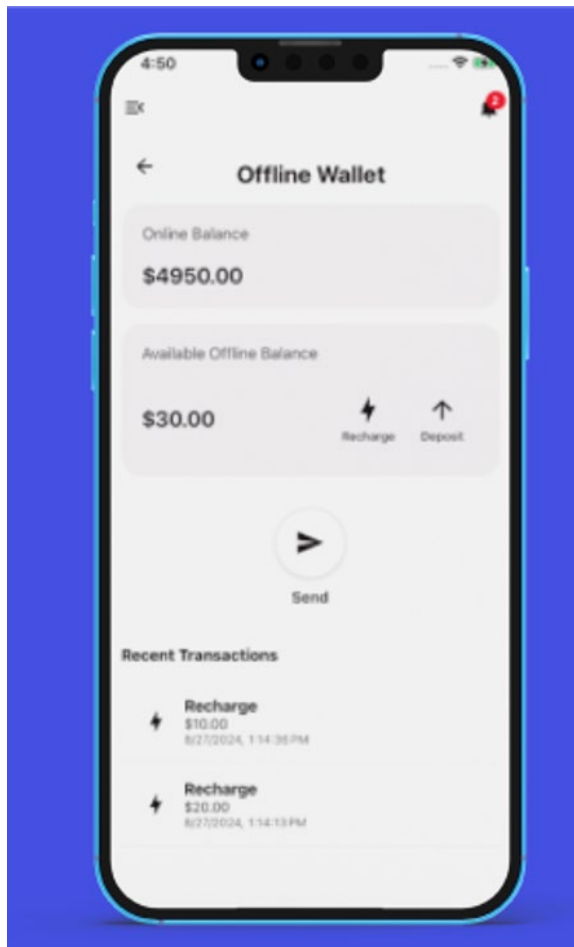 4:50
2
Offline Wallet
Online Balance
$4950.00
Available Offline Balance
$30.00
Recharge
Deposit
Send
Recent Transactions
Recharge
$10.00
8/27/2024, 1:14:36 PM
Recharge
$20.00
8/27/2024, 1:14:13 PM